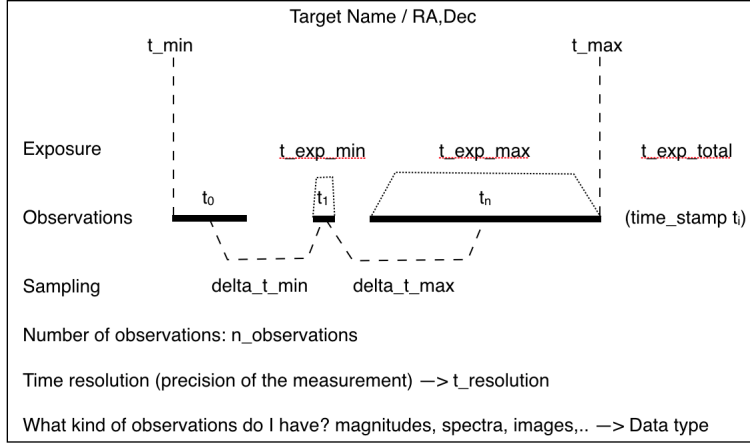 Target Name / RA,Dec
t_min t_max
Exposure t_exp_min t_exp_max t_exp_total
t₀ t₁ tₙ
Observations (time_stamp tᵢ)
Sampling delta_t_min delta_t_max
Number of observations: n_observations
Time resolution (precision of the measurement) —> t_resolution
What kind of observations do I have? magnitudes, spectra, images,.. —> Data type